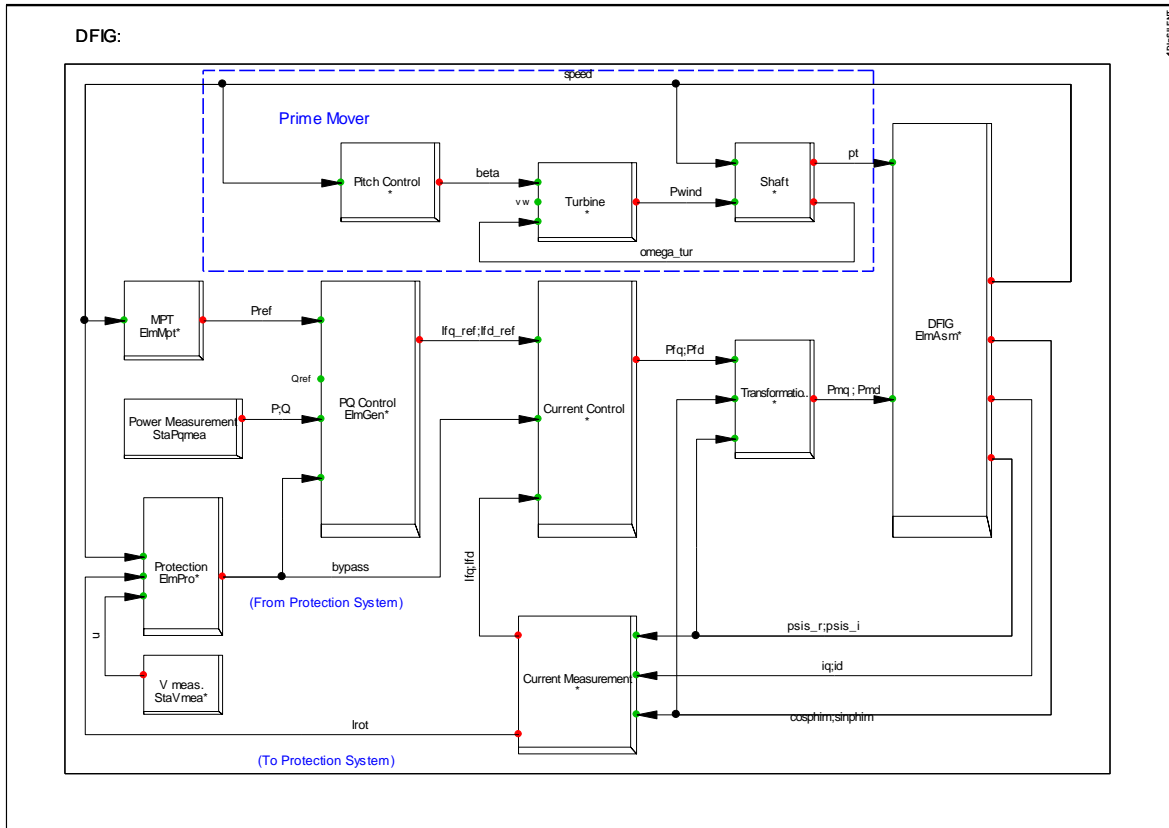 DFIG:
speed
Prime Mover
Pitch Control
*
beta
vw
Turbine
*
Pwind
Shaft
*
pt
omega_tur
MPT
ElmMpt*
Pref
Qref
PQ Control
ElmGen*
P;Q
Power Measurement
StaPqmea
Ifq_ref;Ifd_ref
Current Control
*
Pfq;Pfd
Transformatio..
*
Pmq ; Pmd
DFIG
ElmAsm*
Protection
ElmPro*
bypass
(From Protection System)
Ifq;Ifd
u
V meas.
StaVmea*
Current Measurement
*
psis_r;psis_i
iq;id
cosphim;sinphim
Irot
(To Protection System)